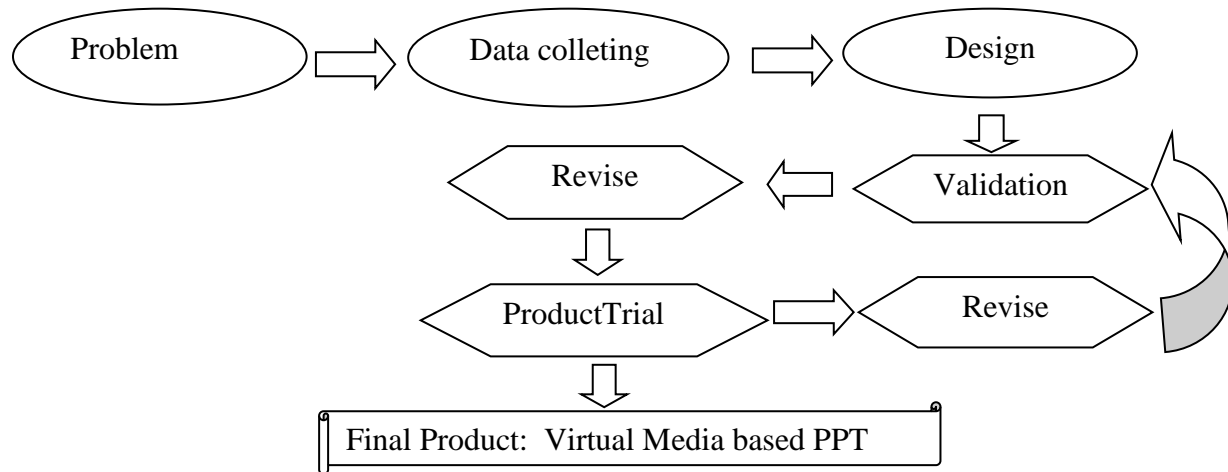 Problem
Data colleting
Design
Revise
Validation
ProductTrial
Revise
Final Product: Virtual Media based PPT